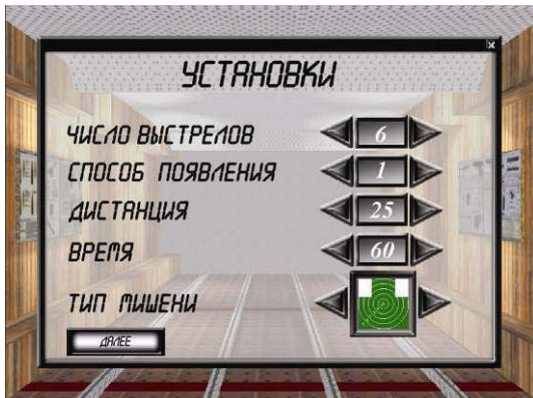 УСТАНОВКИ
ЧИСЛО ВЫСТРЕЛОВ 6
СПОСОБ ПОЯВЛЕНИЯ 1
ДИСТАНЦИЯ 25
ВРЕМЯ 60
ТИП МИШЕНИ
ДАЛЕЕ